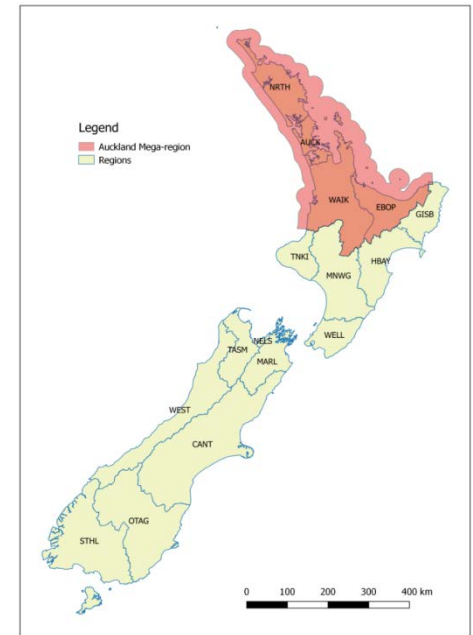 NRTH
Legend
Auckland Mega-region
Regions
AUCK
WAIK
EBOP
GISB
TNKI
HBAY
MNWG
WELL
NELS
TASM
MARL
WEST
CANT
OTAG
STHL
0 100 200 300 400 km